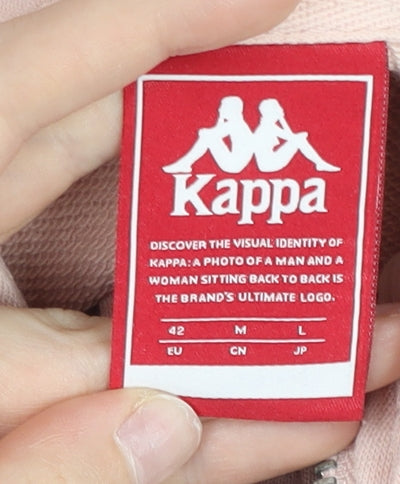 Kappa
DISCOVER THE VISUAL IDENTITY OF
KAPPA: A PHOTO OF A MAN AND A
WOMAN SITTING BACK TO BACK IS
THE BRAND'S ULTIMATE LOGO.
42 M L
EU CN JP